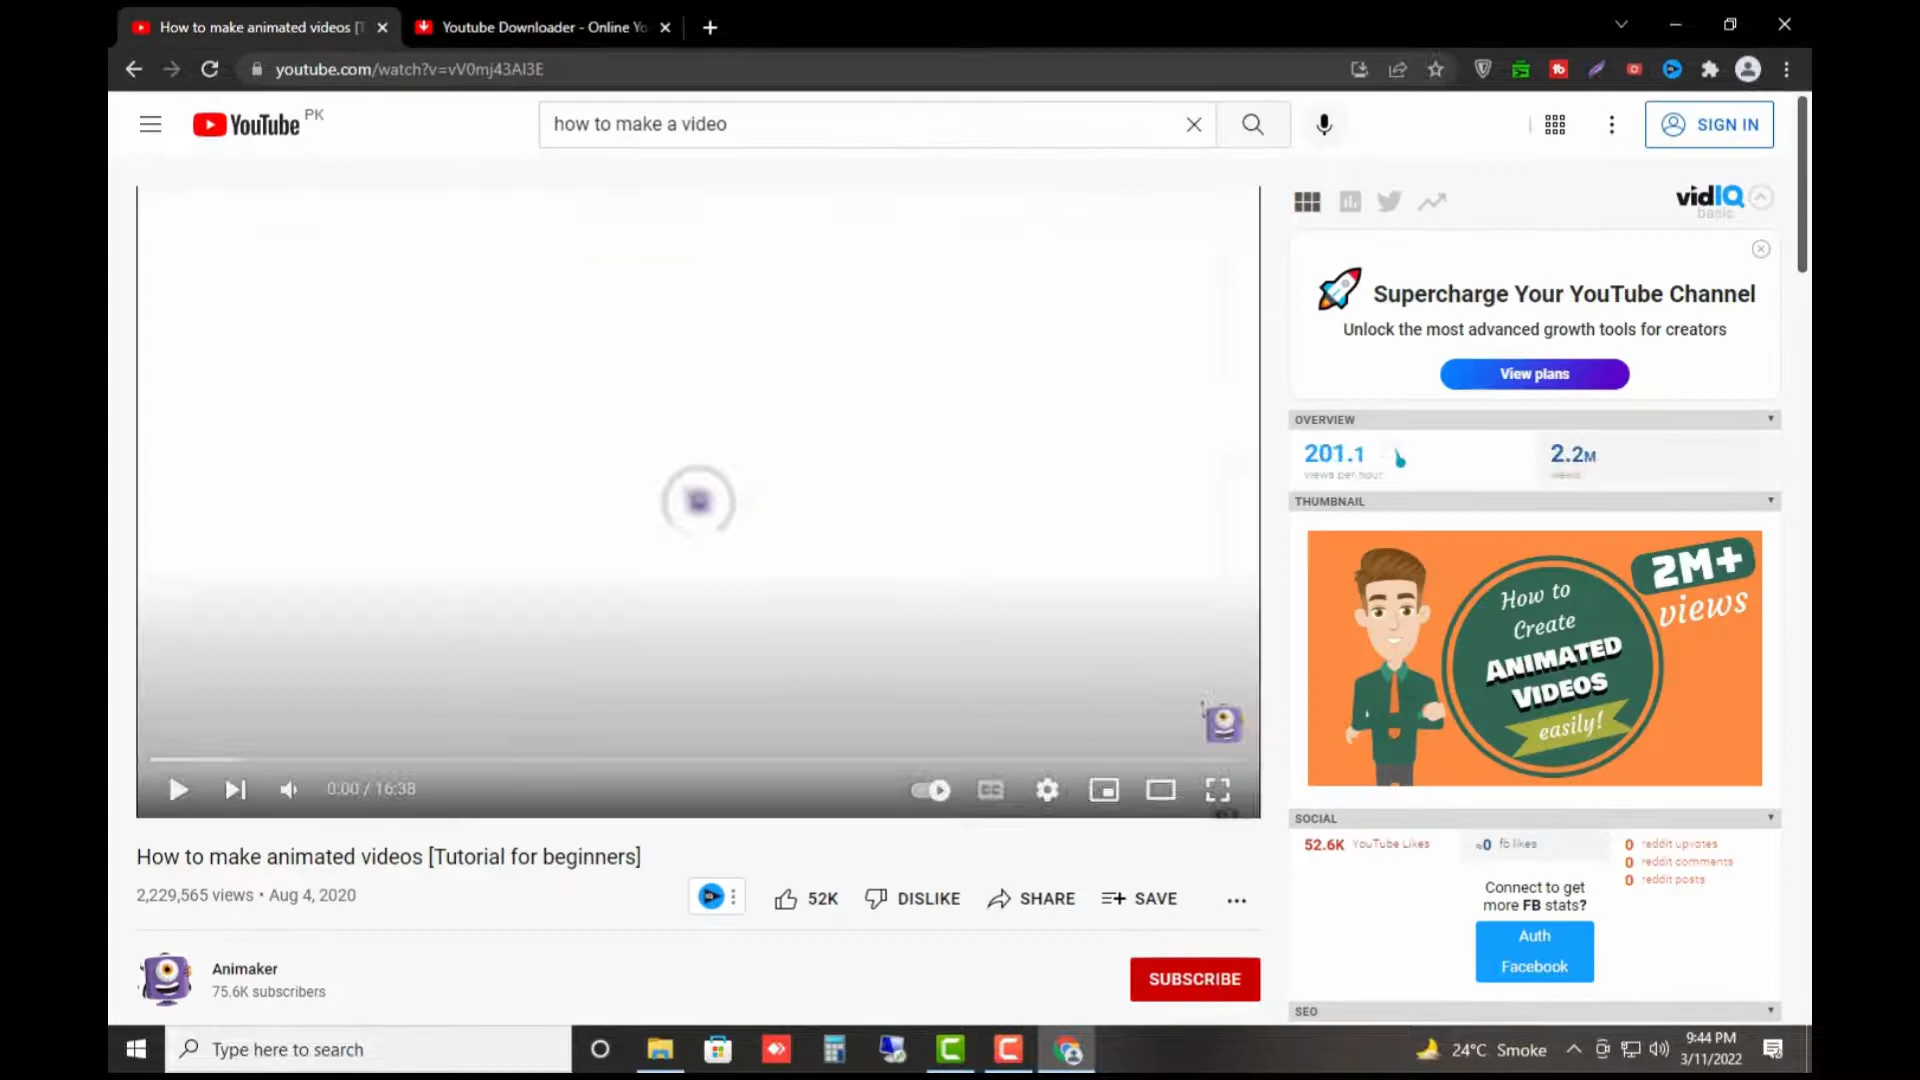 How to make animated videos [T
Youtube Downloader - Online Yo
youtube.com/watch?v=vV0mj43AI3E
YouTube PK
how to make a video
SIGN IN
vidIQ
basic
Supercharge Your YouTube Channel
Unlock the most advanced growth tools for creators
View plans
OVERVIEW
201.1
views per hour
2.2M
views
THUMBNAIL
How to
Create
ANIMATED
VIDEOS
easily!
2M+
views
0:00 / 16:38
CC
SOCIAL
52.6K YouTube Likes
≈0 fb likes
0 reddit upvotes
0 reddit comments
0 reddit posts
Connect to get
more FB stats?
Auth
Facebook
How to make animated videos [Tutorial for beginners]
2,229,565 views • Aug 4, 2020
52K
DISLIKE
SHARE
SAVE
Animaker
75.6K subscribers
SUBSCRIBE
SEO
Type here to search
24°C Smoke
9:44 PM
3/11/2022